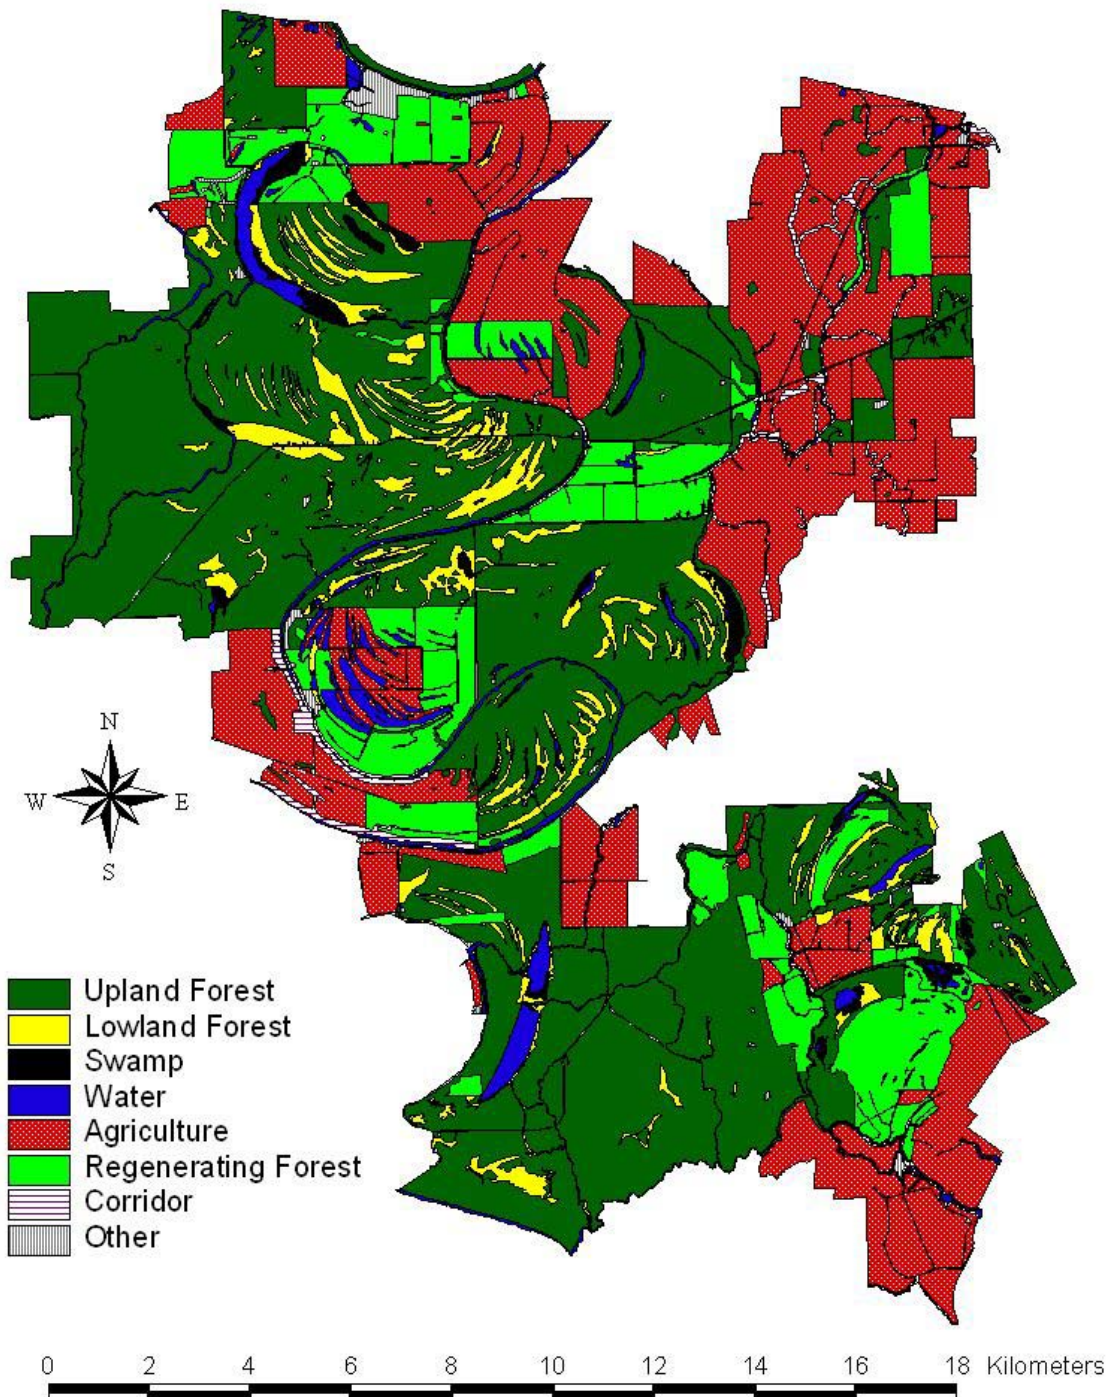 N
W E
S
Upland Forest
Lowland Forest
Swamp
Water
Agriculture
Regenerating Forest
Corridor
Other
0 2 4 6 8 10 12 14 16 18 Kilometers